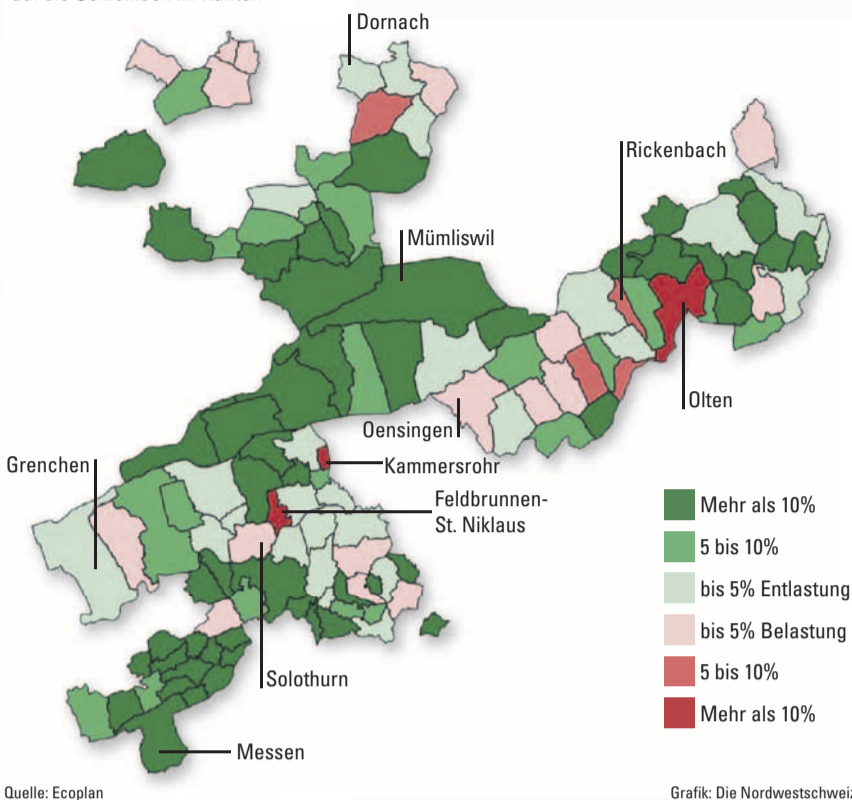 Dornach
Rickenbach
Mümliswil
Olten
Oensingen
Grenchen
Kammersrohr
Feldbrunnen-
St. Niklaus
Mehr als 10%
5 bis 10%
bis 5% Entlastung
bis 5% Belastung
5 bis 10%
Mehr als 10%
Solothurn
Messen
Quelle: Ecoplan
Grafik: Die Nordwestschweiz